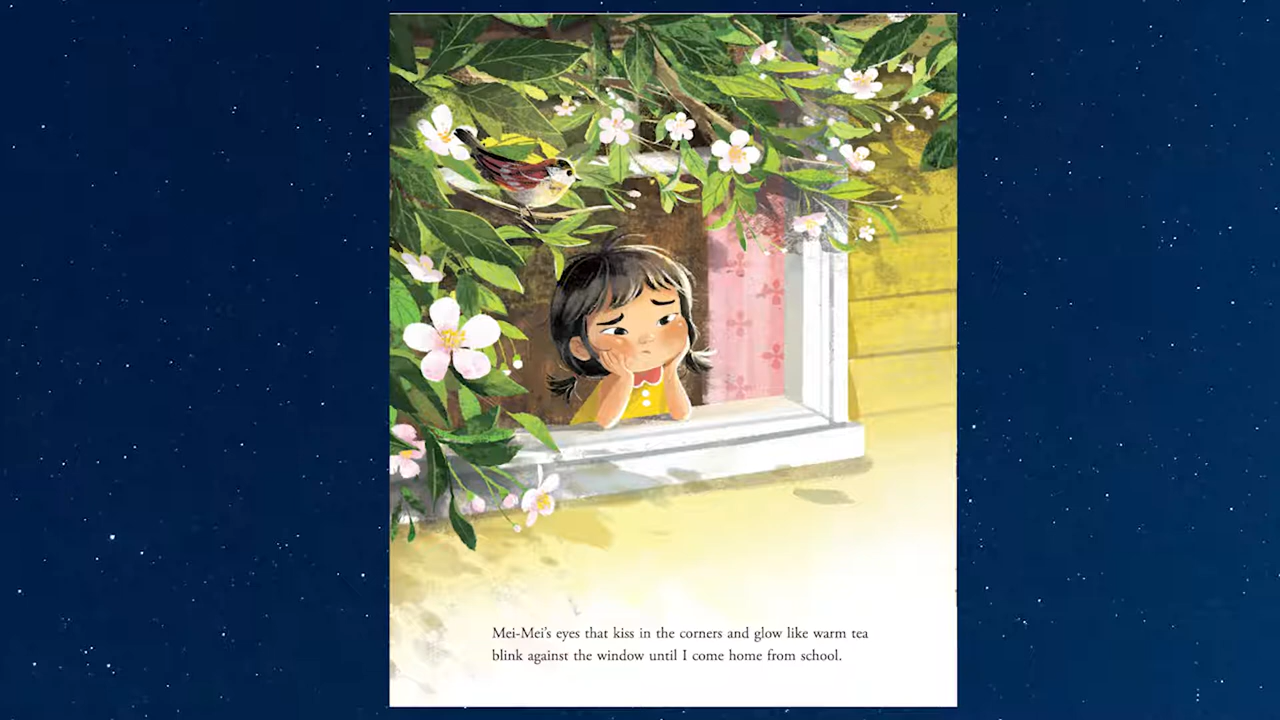 Mei-Mei's eyes that kiss in the corners and glow like warm tea
blink against the window until I come home from school.